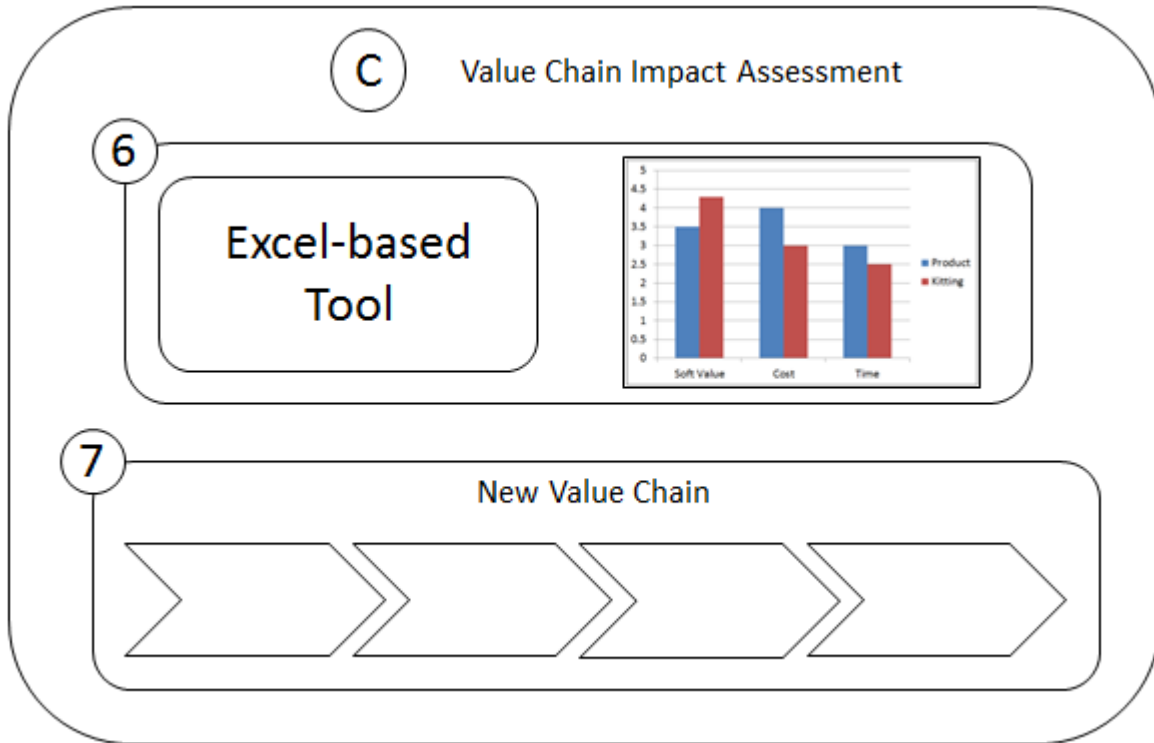 C
Value Chain Impact Assessment
6
Excel-based
Tool
5
4.5
4
3.5
3
2.5
2
1.5
1
0.5
0
Soft Value
Cost
Time
Product
Kitting
7
New Value Chain